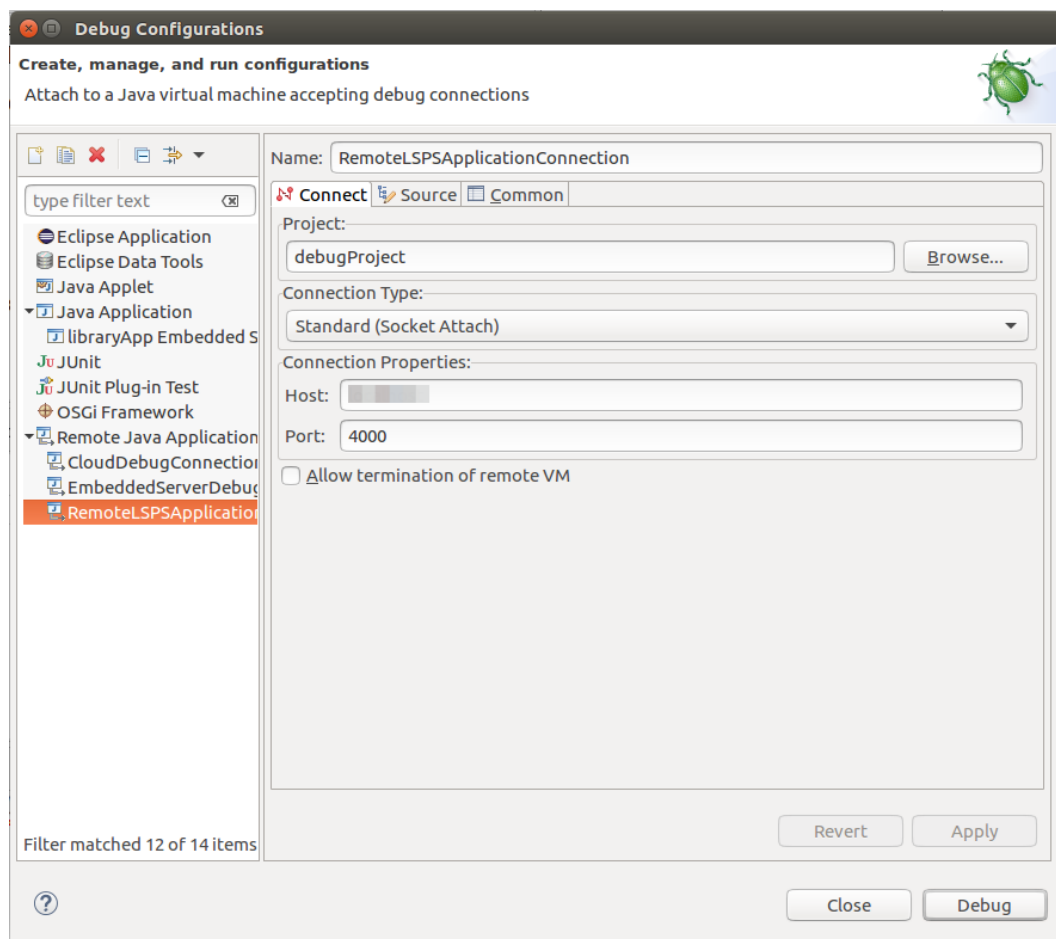 Debug Configurations
Create, manage, and run configurations
Attach to a Java virtual machine accepting debug connections
type filter text
Eclipse Application
Eclipse Data Tools
Java Applet
Java Application
libraryApp Embedded S
JUnit
JUnit Plug-in Test
OSGi Framework
Remote Java Application
CloudDebugConnection
EmbeddedServerDebug
RemoteLSPSApplication
Filter matched 12 of 14 items
Name: RemoteLSPSApplicationConnection
Connect Source Common
Project:
debugProject Browse...
Connection Type:
Standard (Socket Attach)
Connection Properties:
Host:
Port: 4000
Allow termination of remote VM
Revert Apply
Close Debug